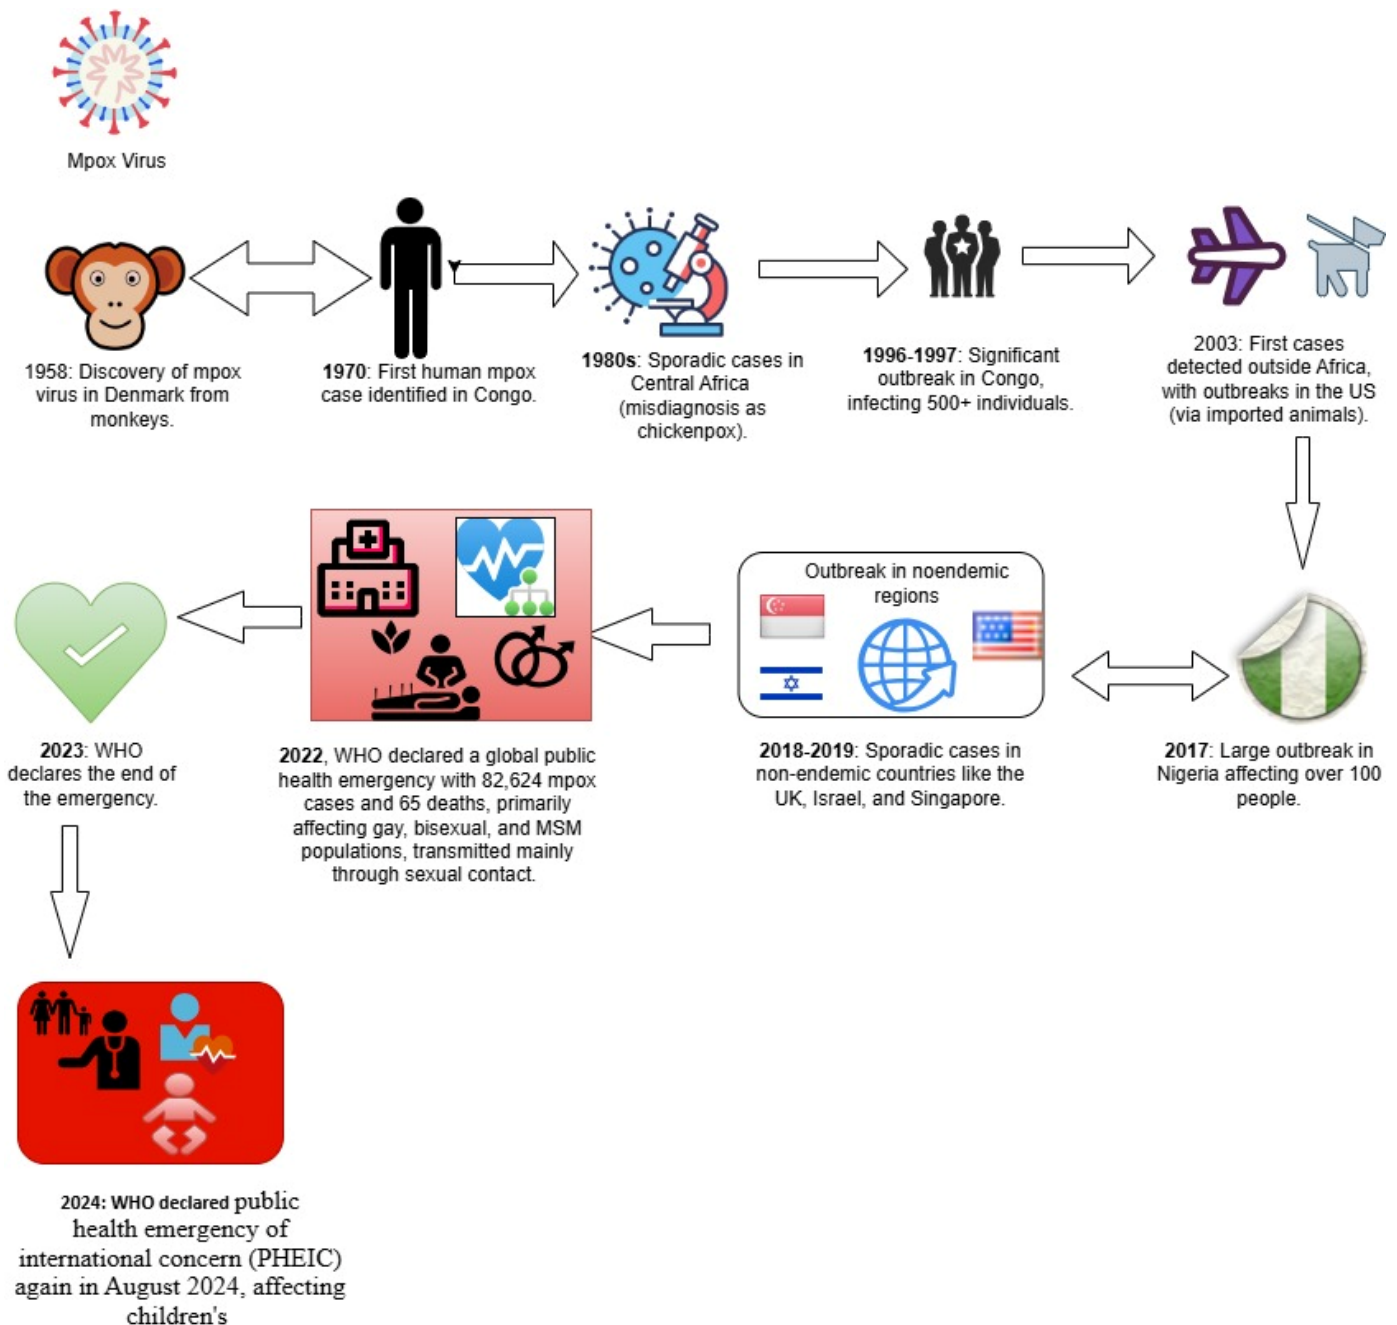 Mpox Virus
1958: Discovery of mpox
virus in Denmark from
monkeys.
1970: First human mpox
case identified in Congo.
1980s: Sporadic cases in
Central Africa
(misdiagnosis as
chickenpox).
1996-1997: Significant
outbreak in Congo,
infecting 500+ individuals.
2003: First cases
detected outside Africa,
with outbreaks in the US
(via imported animals).
2017: Large outbreak in
Nigeria affecting over 100
people.
Outbreak in noendemic
regions
2018-2019: Sporadic cases in
non-endemic countries like the
UK, Israel, and Singapore.
2022, WHO declared a global public
health emergency with 82,624 mpox
cases and 65 deaths, primarily
affecting gay, bisexual, and MSM
populations, transmitted mainly
through sexual contact.
2023: WHO
declares the end of
the emergency.
2024: WHO declared public
health emergency of
international concern (PHEIC)
again in August 2024, affecting
children's